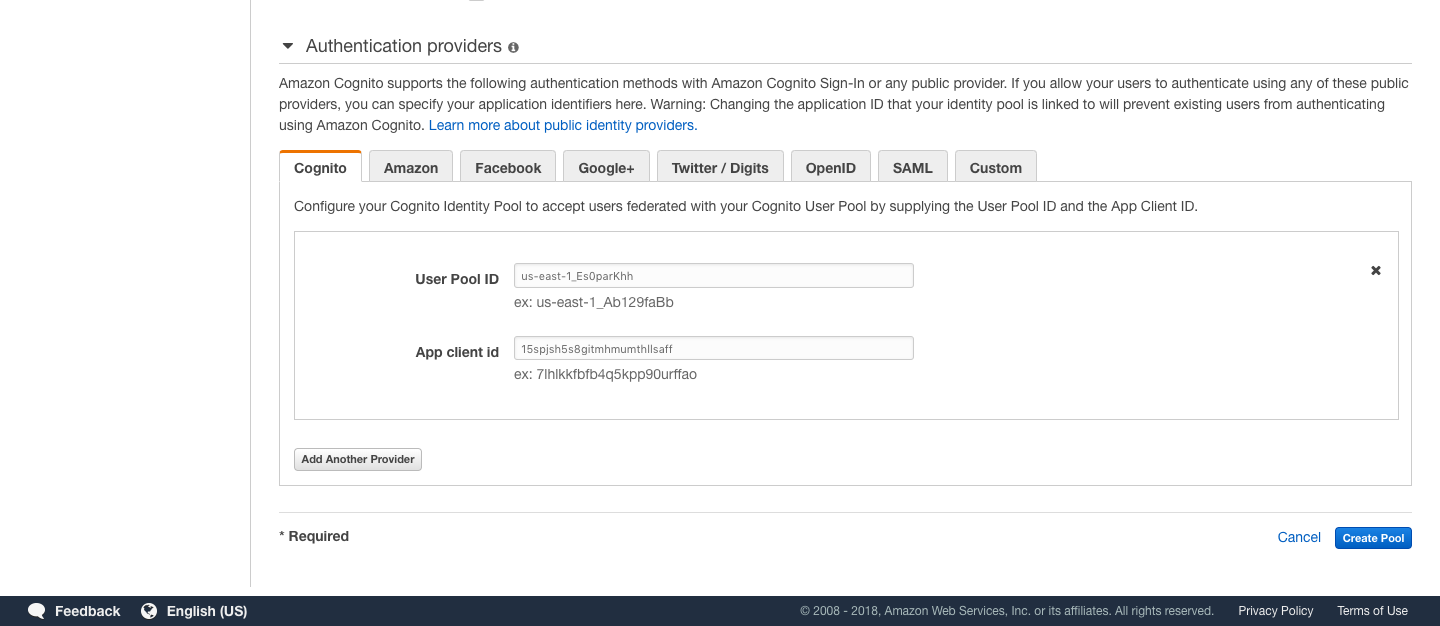 Authentication providers
Amazon Cognito supports the following authentication methods with Amazon Cognito Sign-In or any public provider. If you allow your users to authenticate using any of these public
providers, you can specify your application identifiers here. Warning: Changing the application ID that your identity pool is linked to will prevent existing users from authenticating
using Amazon Cognito. Learn more about public identity providers.
Cognito Amazon Facebook Google+ Twitter / Digits OpenID SAML Custom
Configure your Cognito Identity Pool to accept users federated with your Cognito User Pool by supplying the User Pool ID and the App Client ID.
User Pool ID us-east-1_Es0parKhh
ex: us-east-1_Ab129faBb
App client id 15spjsh5s8gitmhmumthllsaff
ex: 7lhlkkfbfb4q5kpp90urffao
Add Another Provider
* Required
Cancel Create Pool
Feedback English (US) © 2008 - 2018, Amazon Web Services, Inc. or its affiliates. All rights reserved. Privacy Policy Terms of Use